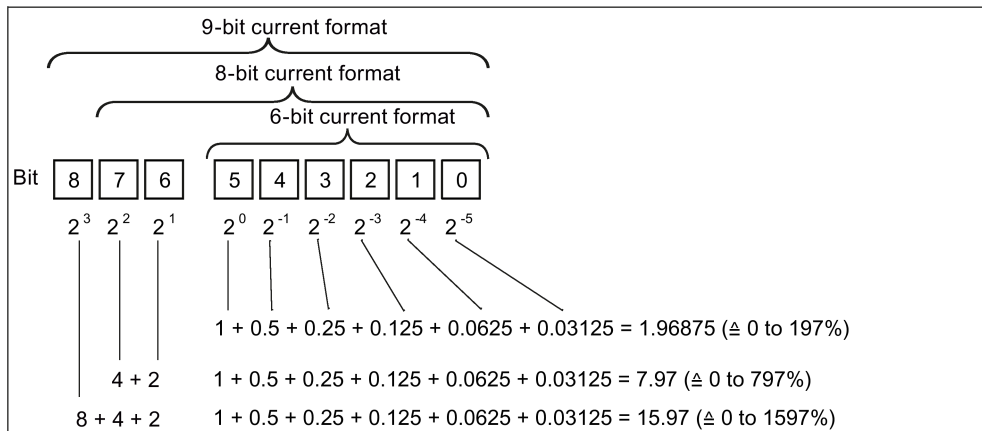 9-bit current format
8-bit current format
6-bit current format
Bit 8 7 6 5 4 3 2 1 0
2^3 2^2 2^1 2^0 2^-1 2^-2 2^-3 2^-4 2^-5
1 + 0.5 + 0.25 + 0.125 + 0.0625 + 0.03125 = 1.96875 (≙ 0 to 197%)
4 + 2 1 + 0.5 + 0.25 + 0.125 + 0.0625 + 0.03125 = 7.97 (≙ 0 to 797%)
8 + 4 + 2 1 + 0.5 + 0.25 + 0.125 + 0.0625 + 0.03125 = 15.97 (≙ 0 to 1597%)